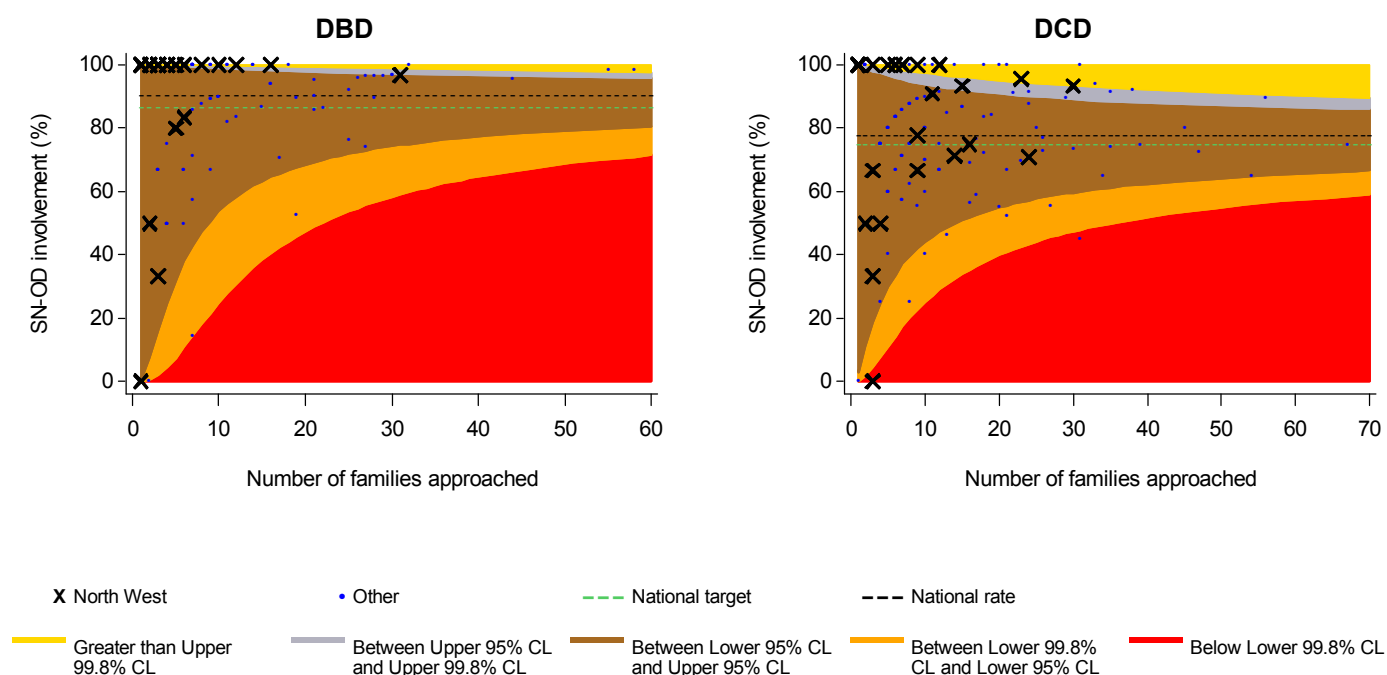 DBD
SN-OD involvement (%)
100
80
60
40
20
0
0 10 20 30 40 50 60
Number of families approached
DCD
SN-OD involvement (%)
100
80
60
40
20
0
0 10 20 30 40 50 60 70
Number of families approached
X North West
Other
National target
National rate
Greater than Upper
99.8% CL
Between Upper 95% CL
and Upper 99.8% CL
Between Lower 95% CL
and Upper 95% CL
Between Lower 99.8%
CL and Lower 95% CL
Below Lower 99.8% CL